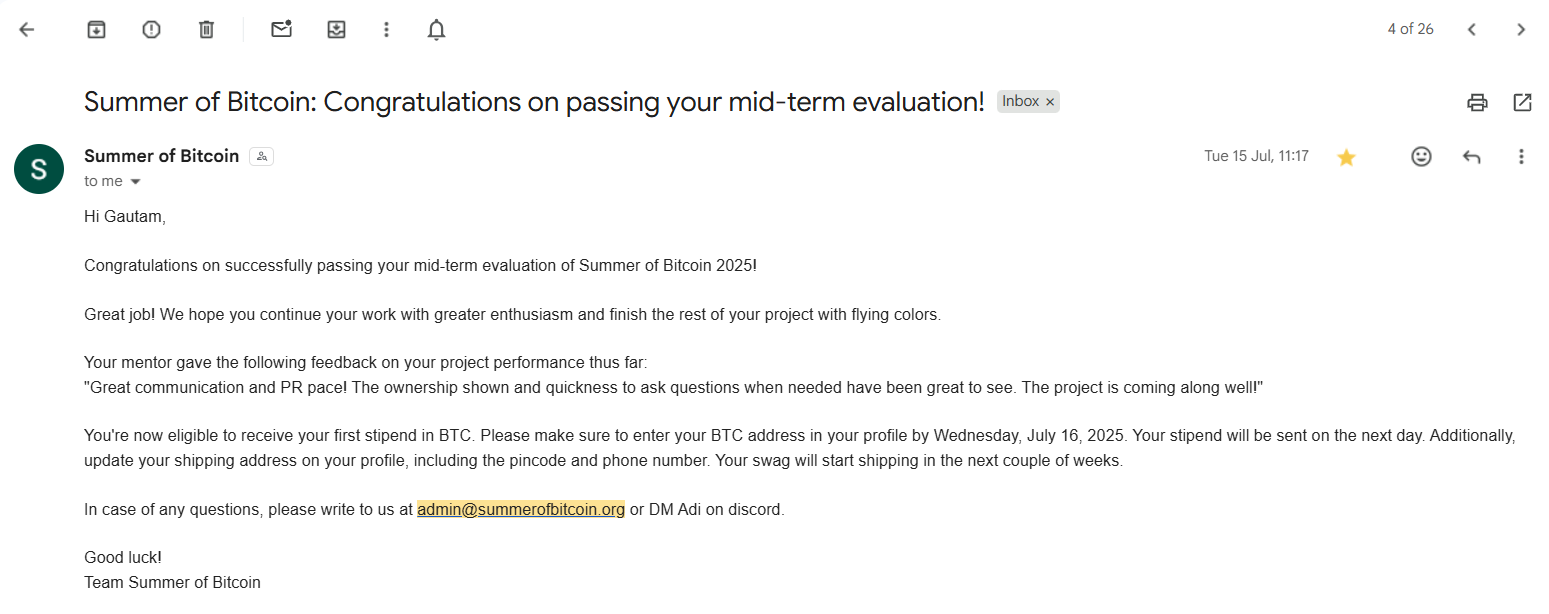 4 of 26
Summer of Bitcoin: Congratulations on passing your mid-term evaluation! Inbox ×
S
Summer of Bitcoin
Tue 15 Jul, 11:17
to me
Hi Gautam,
Congratulations on successfully passing your mid-term evaluation of Summer of Bitcoin 2025!
Great job! We hope you continue your work with greater enthusiasm and finish the rest of your project with flying colors.
Your mentor gave the following feedback on your project performance thus far:
"Great communication and PR pace! The ownership shown and quickness to ask questions when needed have been great to see. The project is coming along well!"
You're now eligible to receive your first stipend in BTC. Please make sure to enter your BTC address in your profile by Wednesday, July 16, 2025. Your stipend will be sent on the next day. Additionally,
update your shipping address on your profile, including the pincode and phone number. Your swag will start shipping in the next couple of weeks.
In case of any questions, please write to us at admin@summerofbitcoin.org or DM Adi on discord.
Good luck!
Team Summer of Bitcoin